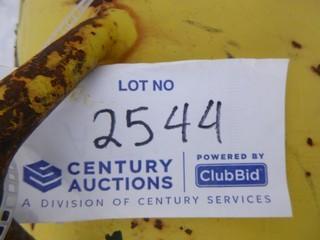 LOT NO
2544
CENTURY AUCTIONS
POWERED BY
ClubBid
A DIVISION OF CENTURY SERVICES